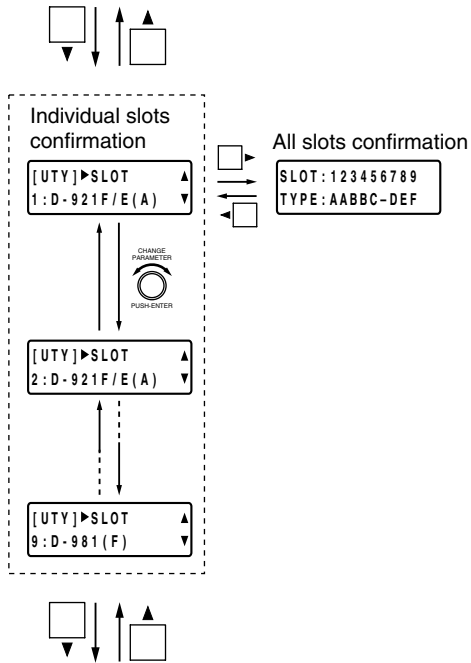 Individual slots
confirmation
[UTY]▶SLOT ▲
1:D-921F/E(A) ▼
All slots confirmation
SLOT:123456789
TYPE:AABBC-DEF
CHANGE
PARAMETER
PUSH-ENTER
[UTY]▶SLOT ▲
2:D-921F/E(A) ▼
[UTY]▶SLOT ▲
9:D-981(F) ▼